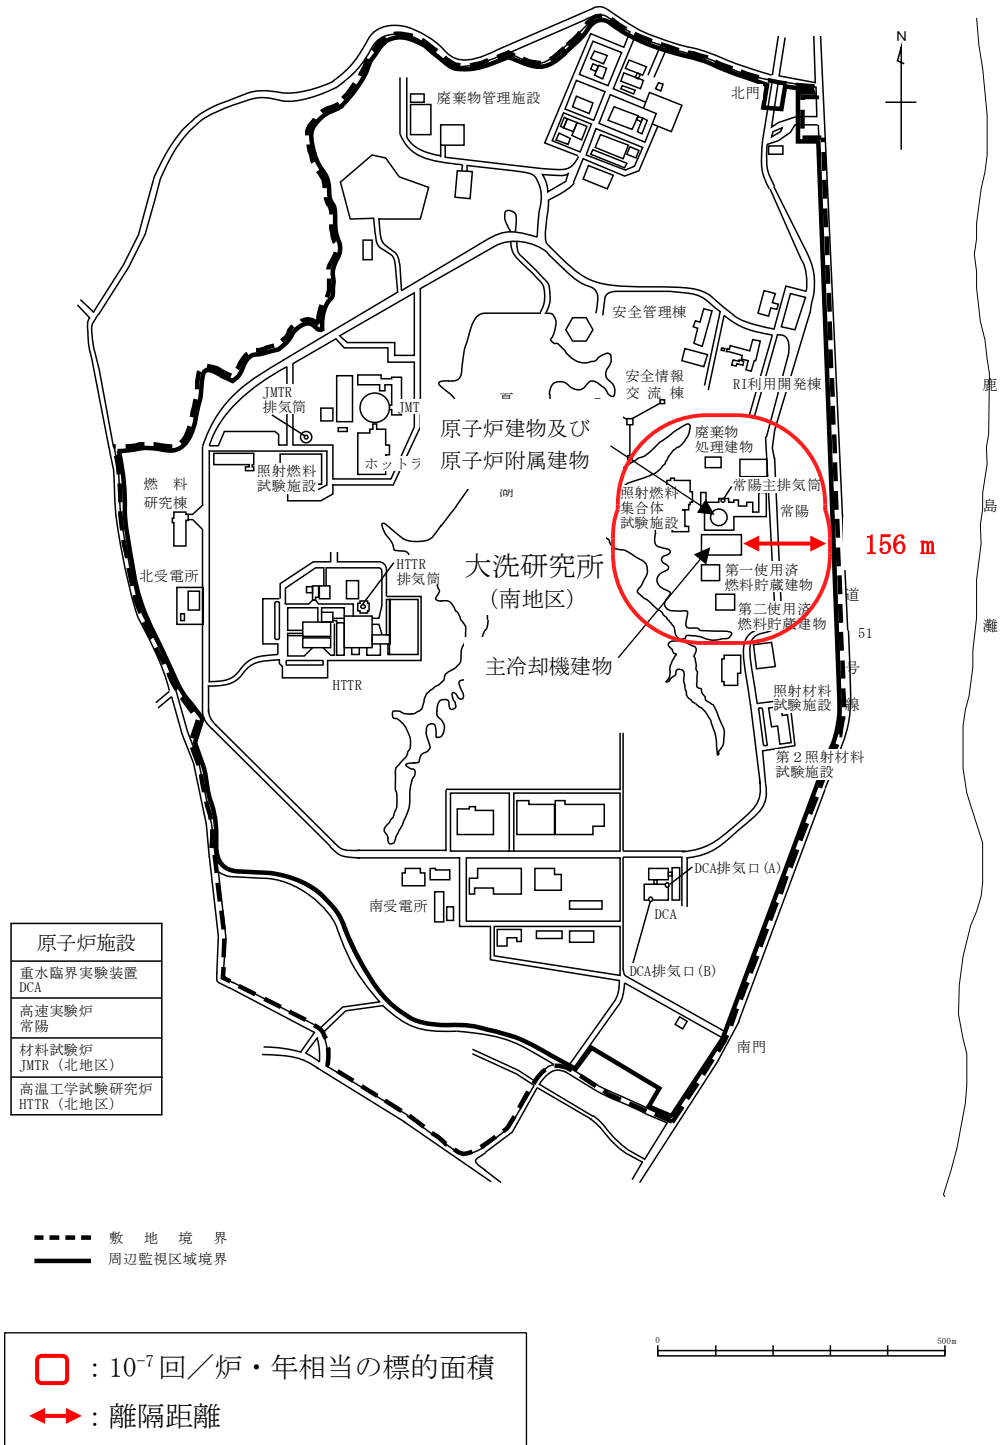 N
北門
廃棄物管理施設
安全管理棟
安全情報
交 流 棟
RI利用開発棟
鹿
島
灘
JMTR
排気筒
JMT
ホットラ
夏
湖
原子炉建物及び
原子炉附属建物
廃棄物
処理建物
常陽主排気筒
常陽
照射燃料
集合体
試験施設
照射燃料
試験施設
燃 料
研究棟
156 m
北受電所
HTTR
排気筒
大洗研究所
(南地区)
第一使用済
燃料貯蔵建物
第二使用済
燃料貯蔵建物
道
51
号
線
主冷却機建物
HTTR
照射材料
試験施設
第２照射材料
試験施設
DCA排気口(A)
南受電所
DCA
DCA排気口(B)
南門
原子炉施設
重水臨界実験装置
DCA
高速実験炉
常陽
材料試験炉
JMTR (北地区)
高温工学試験研究炉
HTTR (北地区)
敷 地 境 界
周辺監視区域境界
0 500m
：10⁻⁷回／炉・年相当の標的面積
：離隔距離